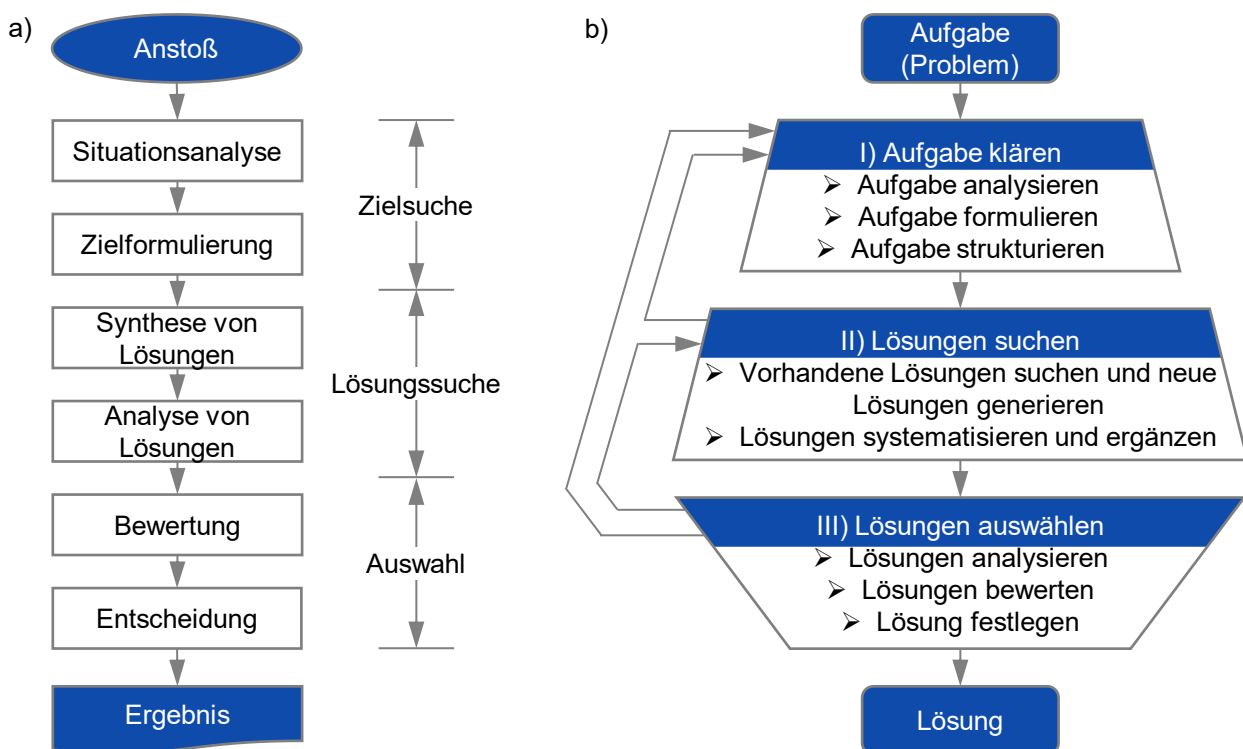 a)
Anstoß
Situationsanalyse
Zielformulierung
Synthese von
Lösungen
Analyse von
Lösungen
Bewertung
Entscheidung
Ergebnis
Zielsuche
Lösungssuche
Auswahl
b)
Aufgabe
(Problem)
I) Aufgabe klären
➢ Aufgabe analysieren
➢ Aufgabe formulieren
➢ Aufgabe strukturieren
II) Lösungen suchen
➢ Vorhandene Lösungen suchen und neue
Lösungen generieren
➢ Lösungen systematisieren und ergänzen
III) Lösungen auswählen
➢ Lösungen analysieren
➢ Lösungen bewerten
➢ Lösung festlegen
Lösung